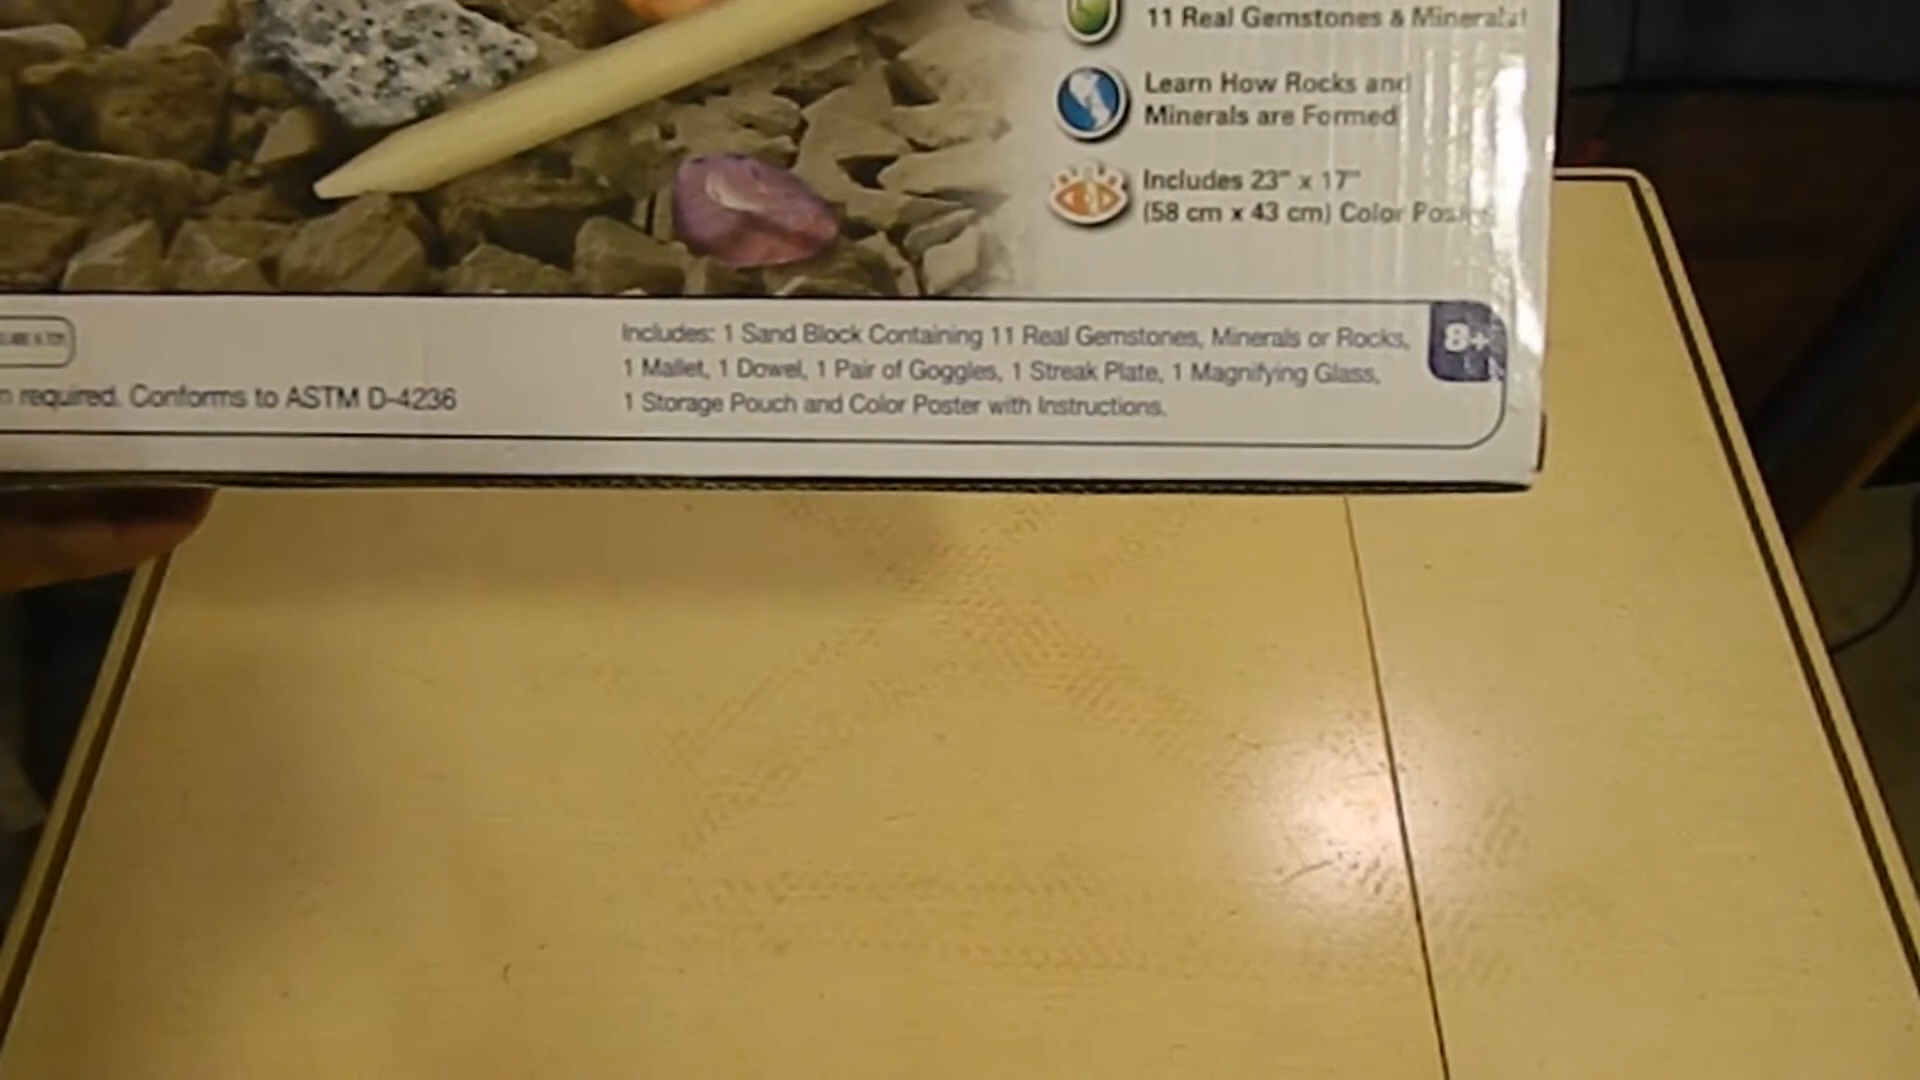 11 Real Gemstones & Minerals!
Learn How Rocks and
Minerals are Formed
Includes 23" x 17"
(58 cm x 43 cm) Color Poster
Includes: 1 Sand Block Containing 11 Real Gemstones, Minerals or Rocks,
1 Mallet, 1 Dowel, 1 Pair of Goggles, 1 Streak Plate, 1 Magnifying Glass,
1 Storage Pouch and Color Poster with Instructions.
8+
required. Conforms to ASTM D-4236